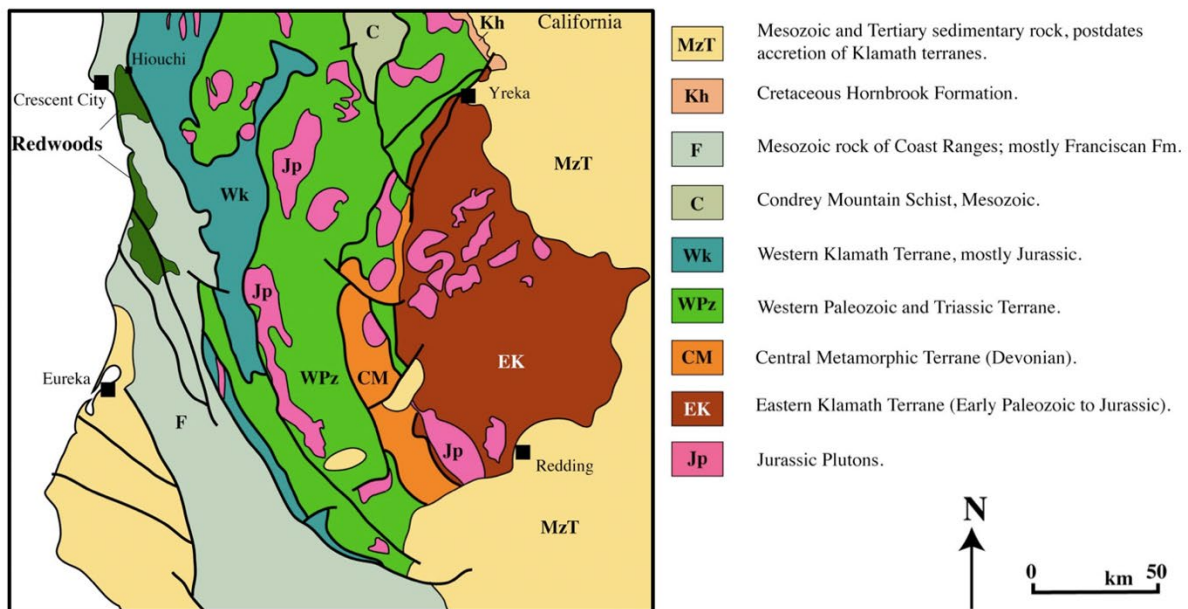 Kh
California
C
Hiouchi
Crescent City
Yreka
Redwoods
Jp
MzT
Wk
Jp
EK
WPz
CM
Eureka
F
Jp
Redding
MzT
MzT Mesozoic and Tertiary sedimentary rock, postdates
accretion of Klamath terranes.
Kh Cretaceous Hornbrook Formation.
F Mesozoic rock of Coast Ranges; mostly Franciscan Fm.
C Condrey Mountain Schist, Mesozoic.
Wk Western Klamath Terrane, mostly Jurassic.
WPz Western Paleozoic and Triassic Terrane.
CM Central Metamorphic Terrane (Devonian).
EK Eastern Klamath Terrane (Early Paleozoic to Jurassic).
Jp Jurassic Plutons.
N
0 km 50